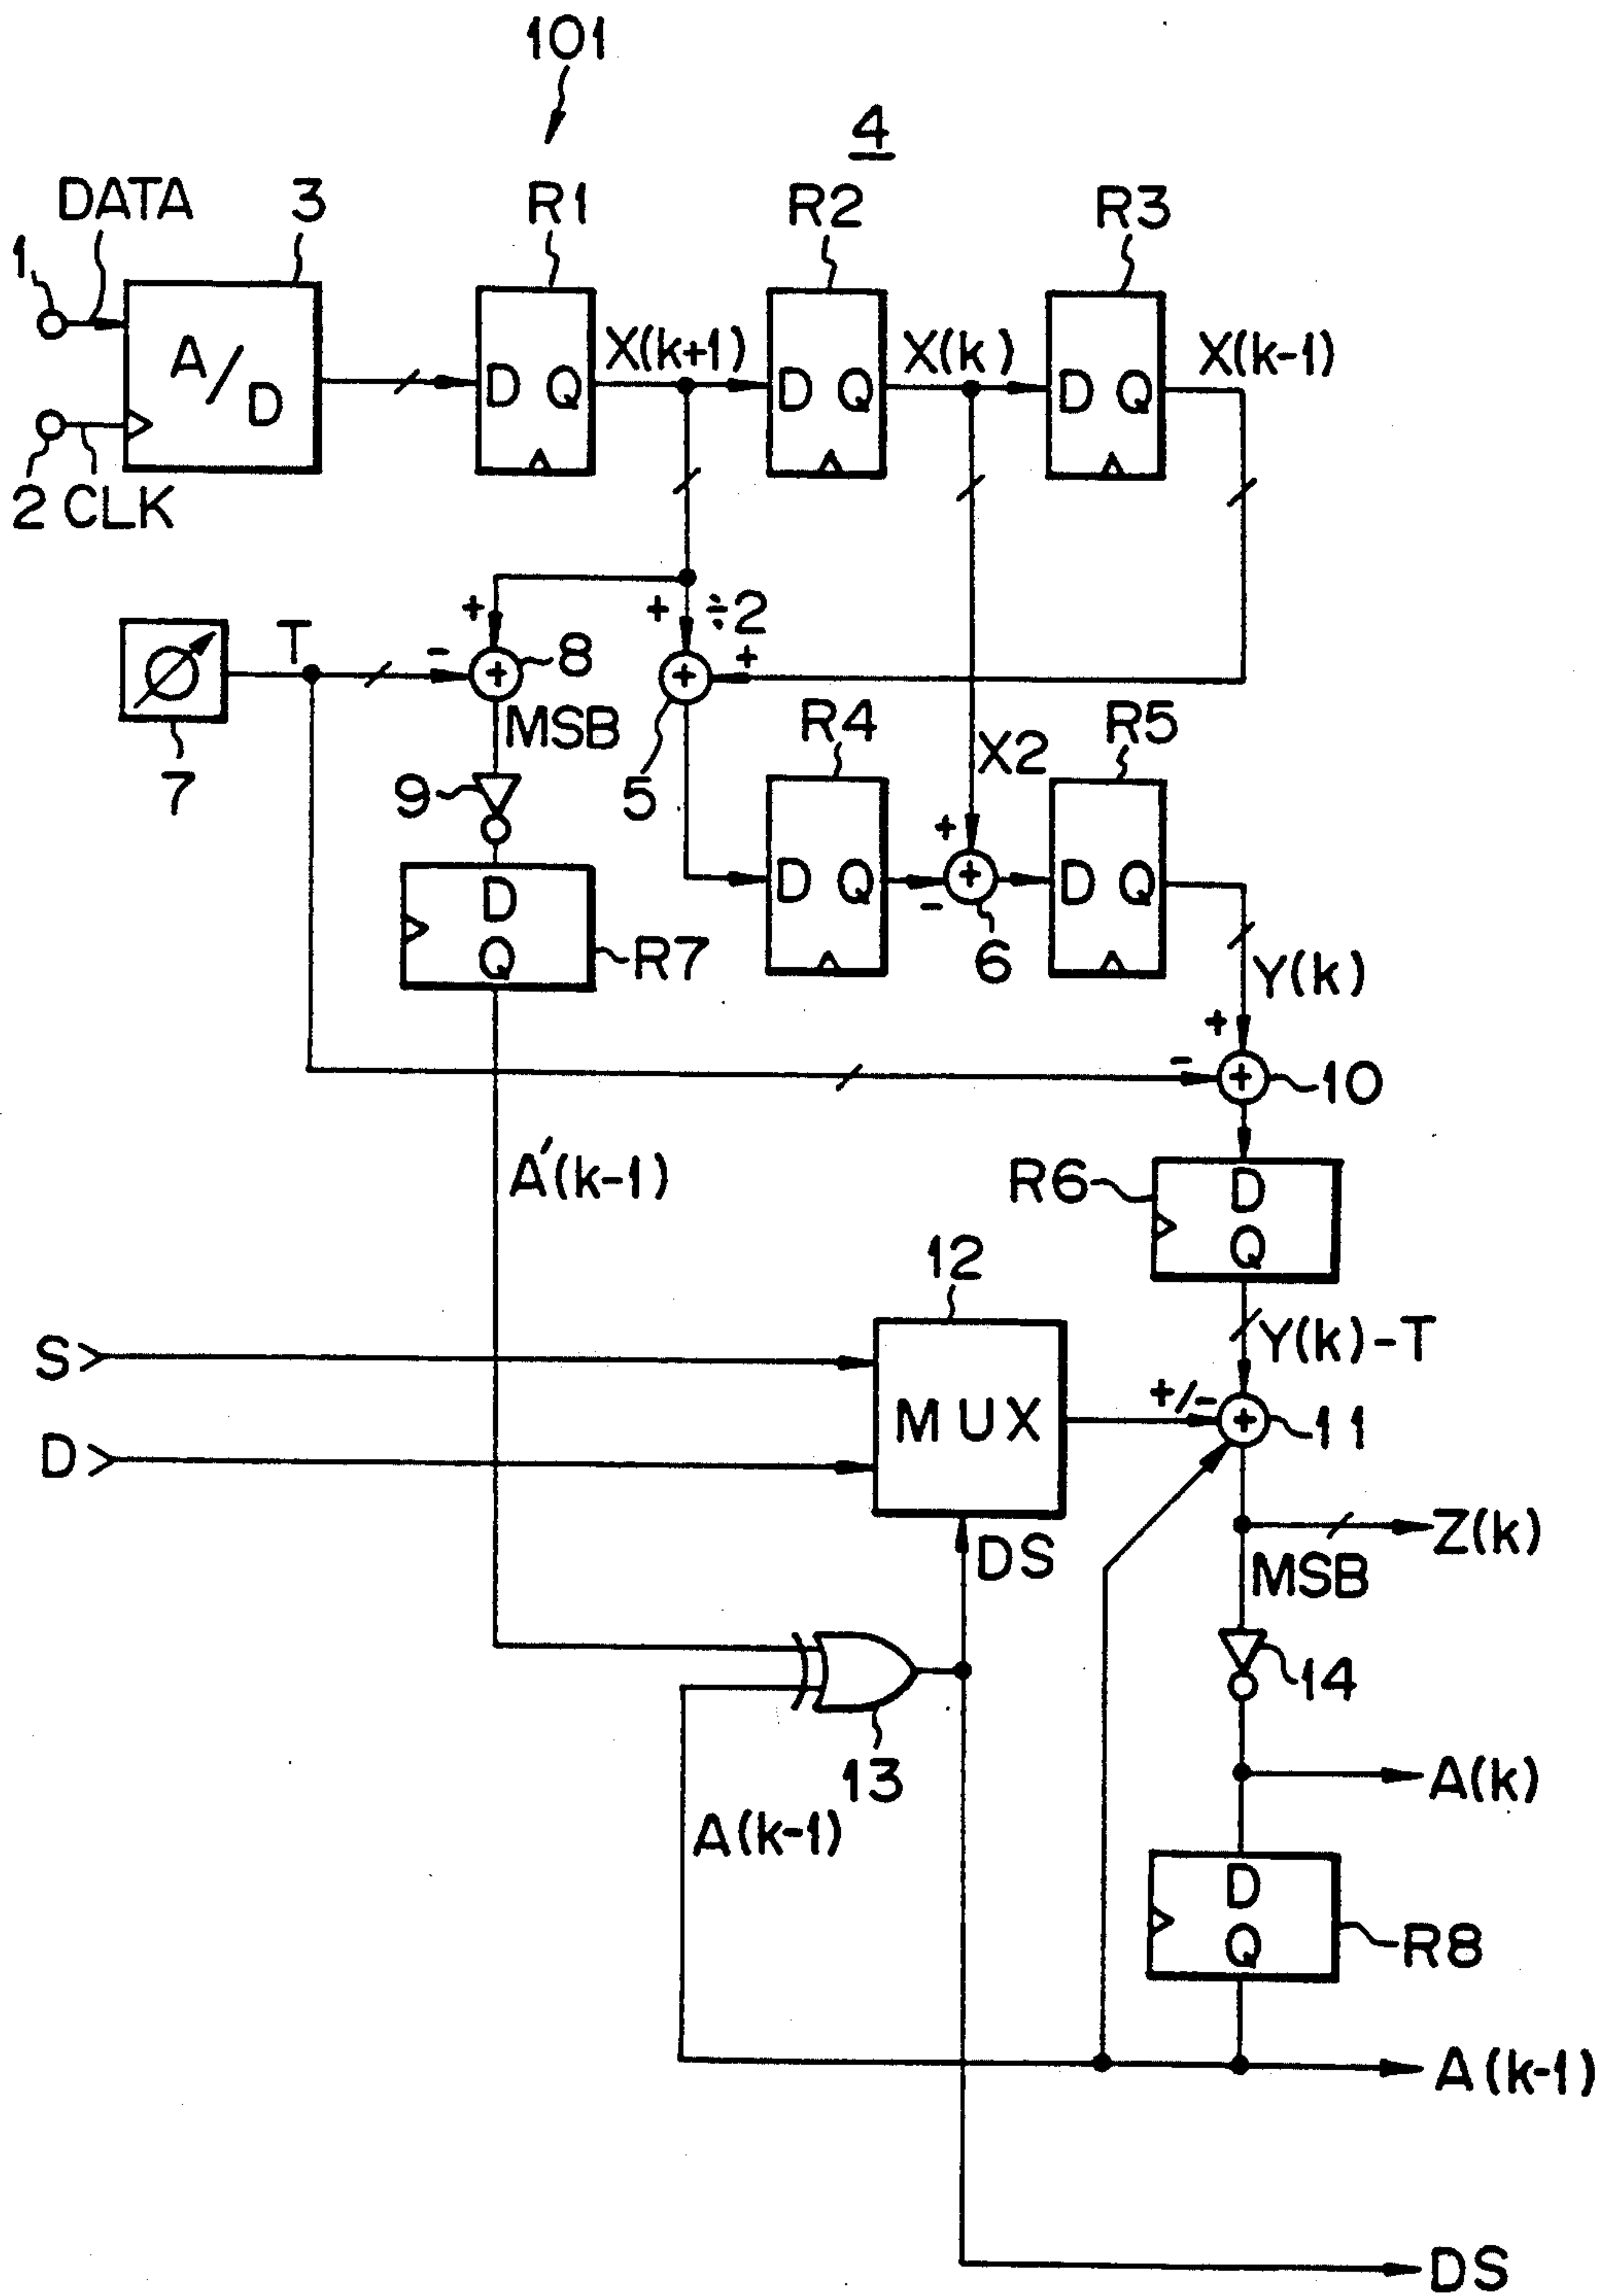 101
4
DATA 3 R1 R2 R3
1
A/D
D Q X(k+1) D Q X(k) D Q X(k-1)
2 CLK
+ + ÷2
T - + 8 + +
MSB R4 R5
7 9 5 X2
+
D Q - + D Q
D
Q R7 6
Y(k)
+
- + 10
A'(k-1)
R6 D
Q
12
S Y(k)-T
MUX +/- + 11
D
DS Z(k)
MSB
14
13 A(k)
A(k-1)
D
Q R8
A(k-1)
DS